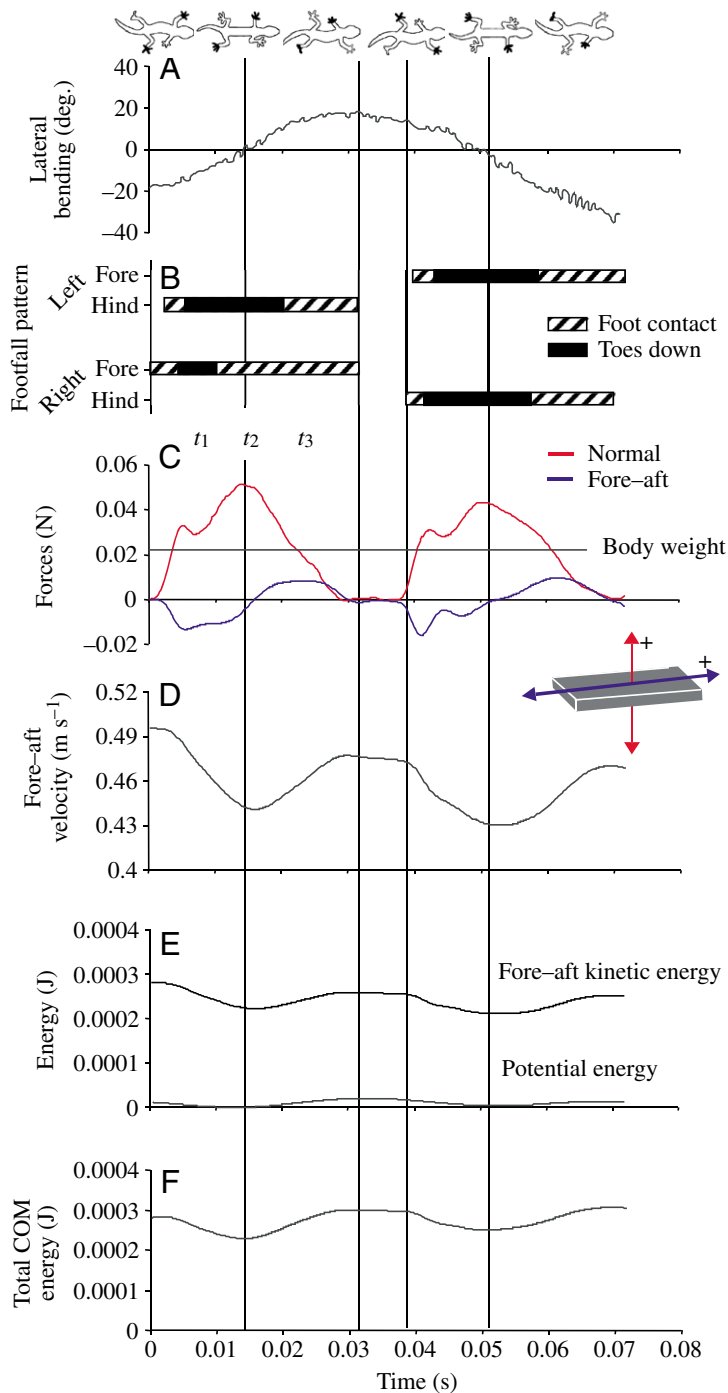 A
40
20
0
–20
–40
Lateral
bending (deg.)
B
Footfall pattern
Left
Fore
Hind
Right
Fore
Hind
Foot contact
Toes down
t1 t2 t3
C
0.06
0.04
0.02
0
–0.02
Forces (N)
Normal
Fore–aft
Body weight
+
+
D
0.52
0.49
0.46
0.43
0.4
Fore–aft
velocity (m s–1)
E
0.0004
0.0003
0.0002
0.0001
0
Energy (J)
Fore–aft kinetic energy
Potential energy
F
0.0004
0.0003
0.0002
0.0001
0
Total COM
energy (J)
0 0.01 0.02 0.03 0.04 0.05 0.06 0.07 0.08
Time (s)